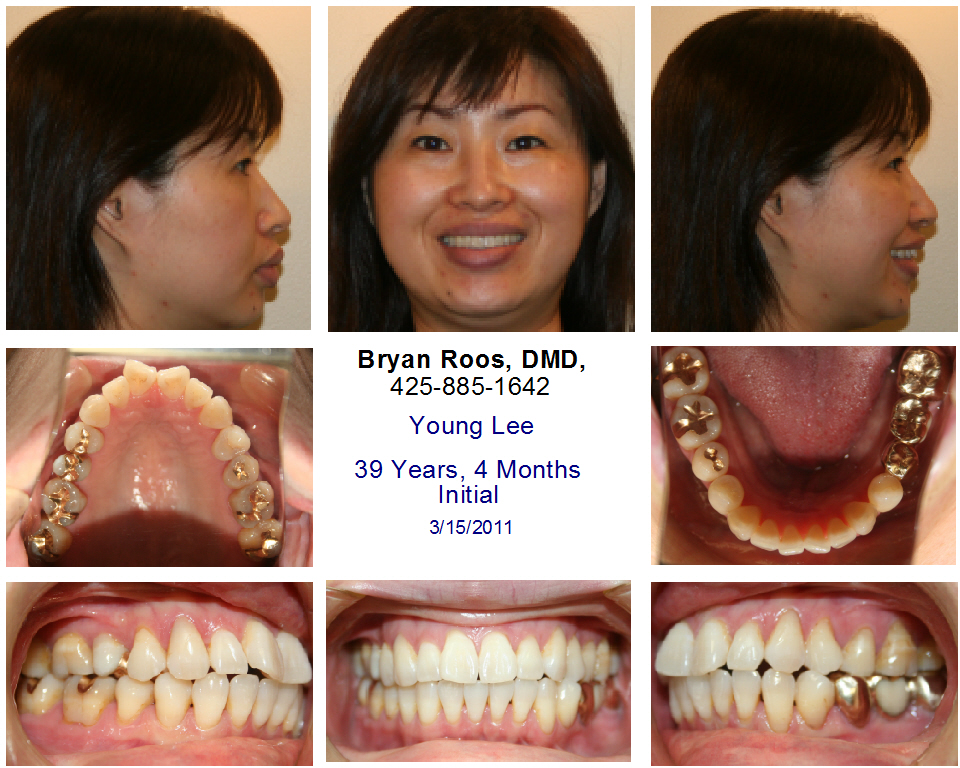 Bryan Roos, DMD,
425-885-1642
Young Lee
39 Years, 4 Months
Initial
3/15/2011